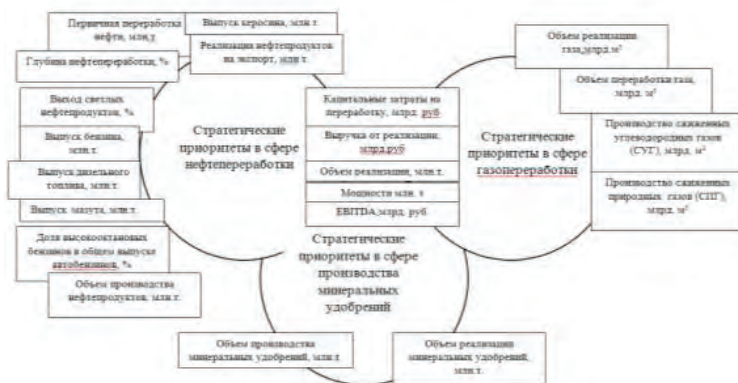 Первичная переработка
нефти, млн.т
Выпуск керосина, млн.т.
Реализация нефтепродуктов
на экспорт, млн т.
Глубина нефтепереработки, %
Выход светлых
нефтепродуктов, %
Выпуск бензина,
млн.т.
Выпуск дизельного
топлива, млн.т.
Выпуск мазута, млн.т.
Доля высокооктановых
бензинов в общем выпуске
автобензинов, %
Объем производства
нефтепродуктов, млн.т.
Стратегические
приоритеты в сфере
нефтепереработки
Капитальные затраты на
переработку, млрд. руб
Выручка от реализации,
млрд.руб
Объем реализации, млн.т.
Мощности млн. т
EBITDA,млрд. руб
Стратегические
приоритеты в сфере
газопереработки
Объем реализации
газа,млрд.м²
Объем переработки газа,
млрд. м²
Производство сжиженных
углеводородных газов
(СУГ), млрд. м²
Производство сжиженных
природных газов (СПГ),
млрд. м²
Стратегические
приоритеты в сфере
производства
минеральных
удобрений
Объем производства
минеральных удобрений, млн.т
Объем реализации
минеральных удобрений,
млн.т.